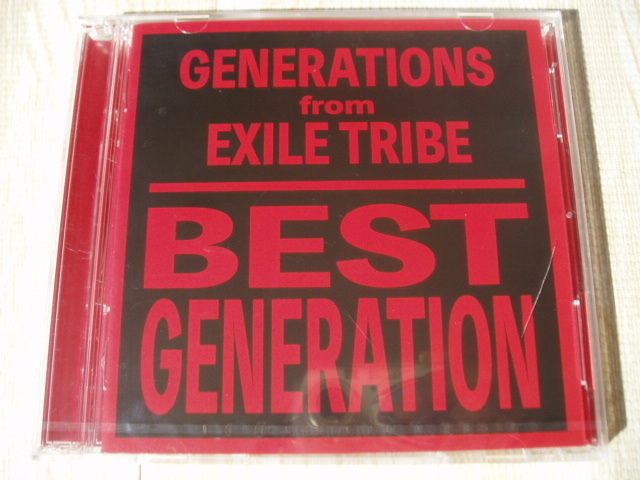 GENERATIONS
from
EXILE TRIBE
BEST
GENERATION